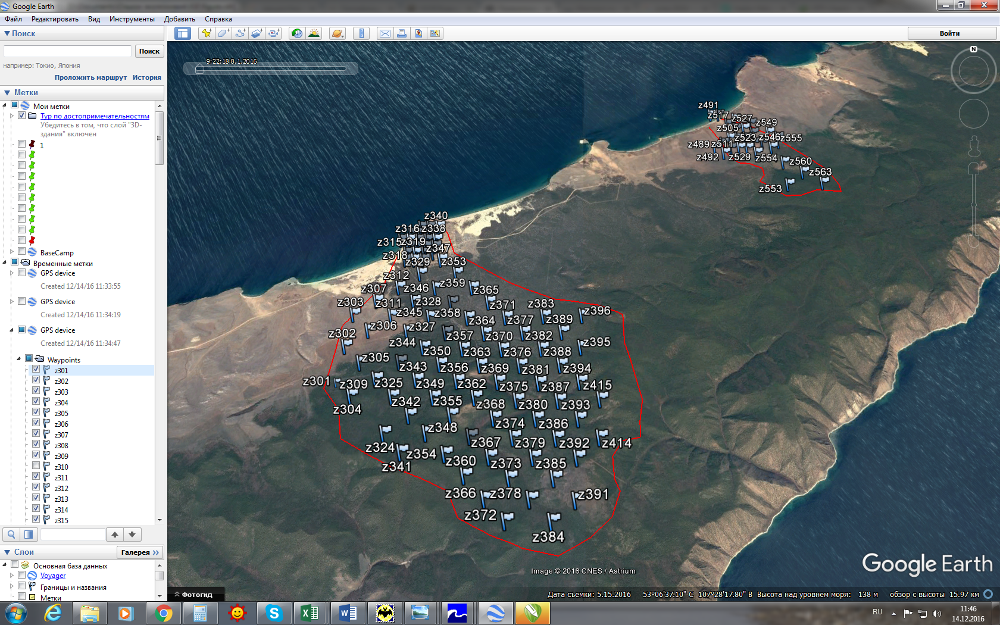 Google Earth
Файл Редактировать Вид Инструменты Добавить Справка
Поиск
Войти
Поиск
например: Токио, Япония
Проложить маршрут История
Метки
Мои метки
Тур по достопримечательностям
Убедитесь в том, что слой "3D-
здания" включен
1
BaseCamp
Временные метки
GPS device
Created 12/14/16 11:33:55
GPS device
Created 12/14/16 11:34:19
GPS device
Created 12/14/16 11:34:47
Waypoints
z301
z302
z303
z304
z305
z306
z307
z308
z309
z310
z311
z312
z313
z314
z315
Слои
Галерея >>
Основная база данных
Voyager
Границы и названия
Метки
9:22:18 8.1.2016
N
z491
z517 z527
z505 z549
z523 z546 z555
z489 z511
z492 z529 z554
z560
z563
z553
z340
z316 z338
z315 z319
z347
z318
z329 z353
z312
z346 z359
z307 z365
z303 z311 z328 z371 z383
z345 z358 z396
z364 z377 z389
z306 z327
z302 z357 z370 z382
z344 z395
z350 z363 z376 z388
z305
z343 z356 z369 z381 z394
z301 z309 z325 z349 z362 z375 z387 z415
z342 z355 z368 z380 z393
z304
z348 z374 z386
z324 z367 z379 z392 z414
z354
z341 z360 z373 z385
z366 z378 z391
z372
z384
Image © 2016 CNES / Astrium
Google Earth
Фотогид
Дата съемки: 5.15.2016 53°06'37.10" С 107°28'17.80" В Высота над уровнем моря: 138 м обзор с высоты 15.97 км
RU
11:46
14.12.2016